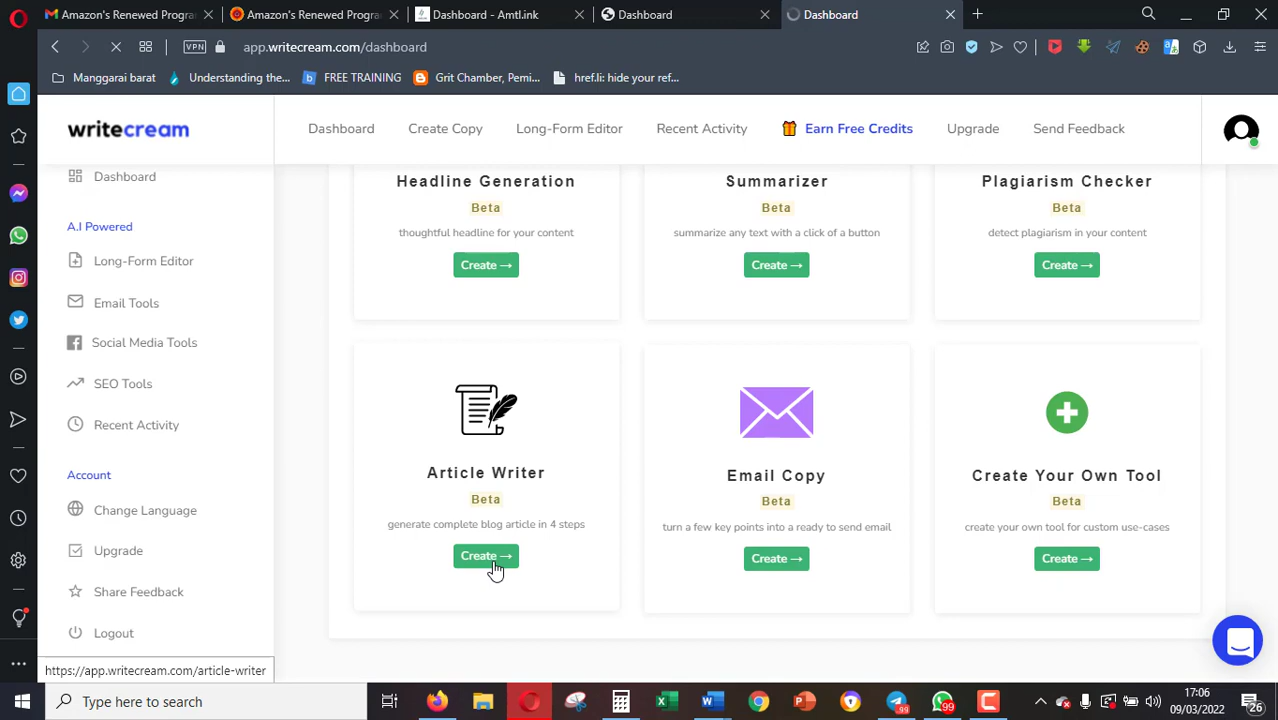 Amazon's Renewed Progra
Amazon's Renewed Progra
Dashboard - Amtl.ink
Dashboard
Dashboard
VPN
app.writecream.com/dashboard
Manggarai barat
Understanding the...
FREE TRAINING
Grit Chamber, Pemi...
href.li: hide your ref...
writecream
Dashboard
Create Copy
Long-Form Editor
Recent Activity
Earn Free Credits
Upgrade
Send Feedback
Dashboard
A.I Powered
Long-Form Editor
Email Tools
Social Media Tools
SEO Tools
Recent Activity
Account
Change Language
Upgrade
Share Feedback
Logout
https://app.writecream.com/article-writer
Headline Generation
Beta
thoughtful headline for your content
Create →
Summarizer
Beta
summarize any text with a click of a button
Create →
Plagiarism Checker
Beta
detect plagiarism in your content
Create →
Article Writer
Beta
generate complete blog article in 4 steps
Create →
Email Copy
Beta
turn a few key points into a ready to send email
Create →
Create Your Own Tool
Beta
create your own tool for custom use-cases
Create →
Type here to search
99
99
17:06
09/03/2022
26